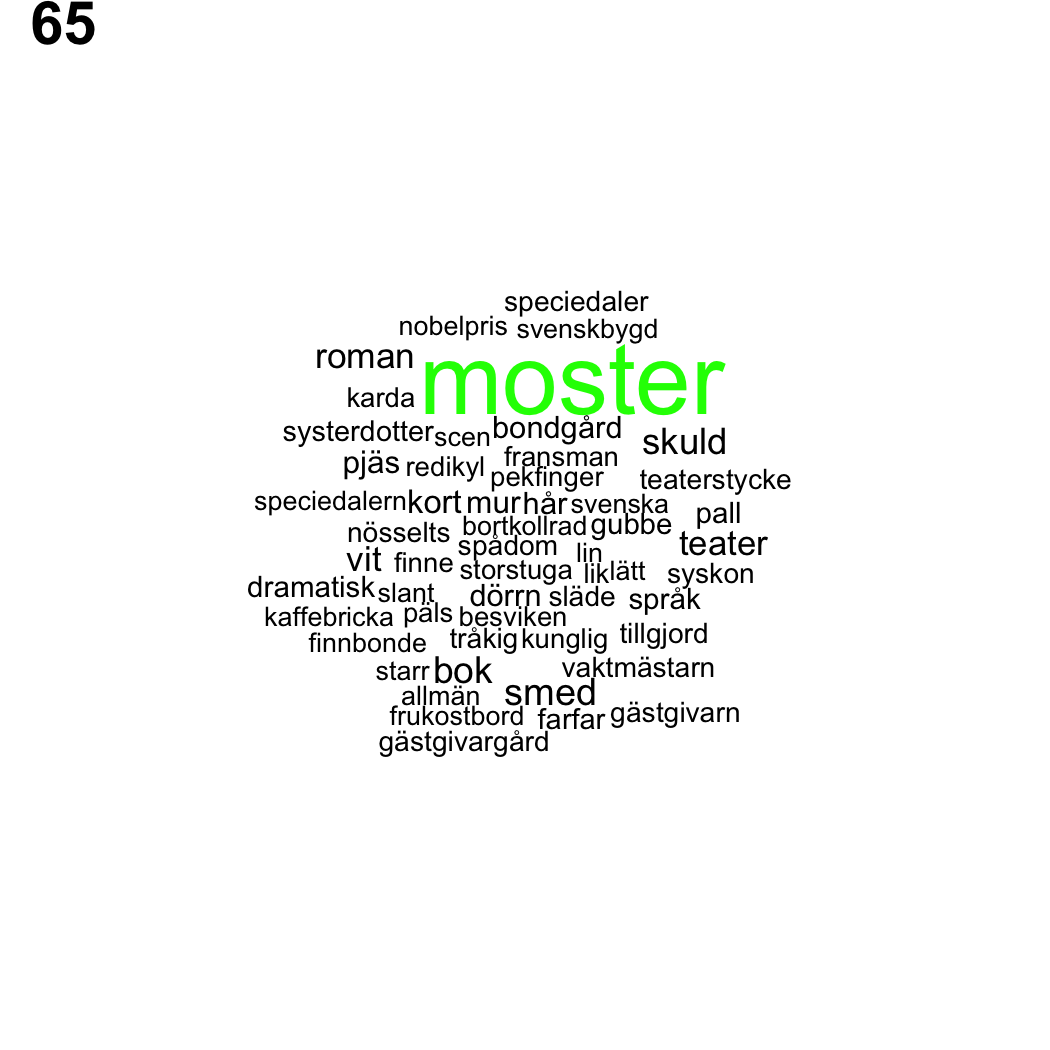 65
speciedaler
nobelpris svenskbygd
roman moster
karda
systerdotter scen bondgård skuld
pjäs redikyl fransman
pekfinger teaterstycke
speciedalern kort mur hår svenska pall
nösselts bortkollrad gubbe
vit finne spådom lin teater
storstuga lik lätt syskon
dramatisk slant dörrn släde språk
kaffebricka päls besviken
finnbonde tråkig kunglig tillgjord
starr bok vaktmästarn
allmän smed
frukostbord farfar gästgivarn
gästgivargård